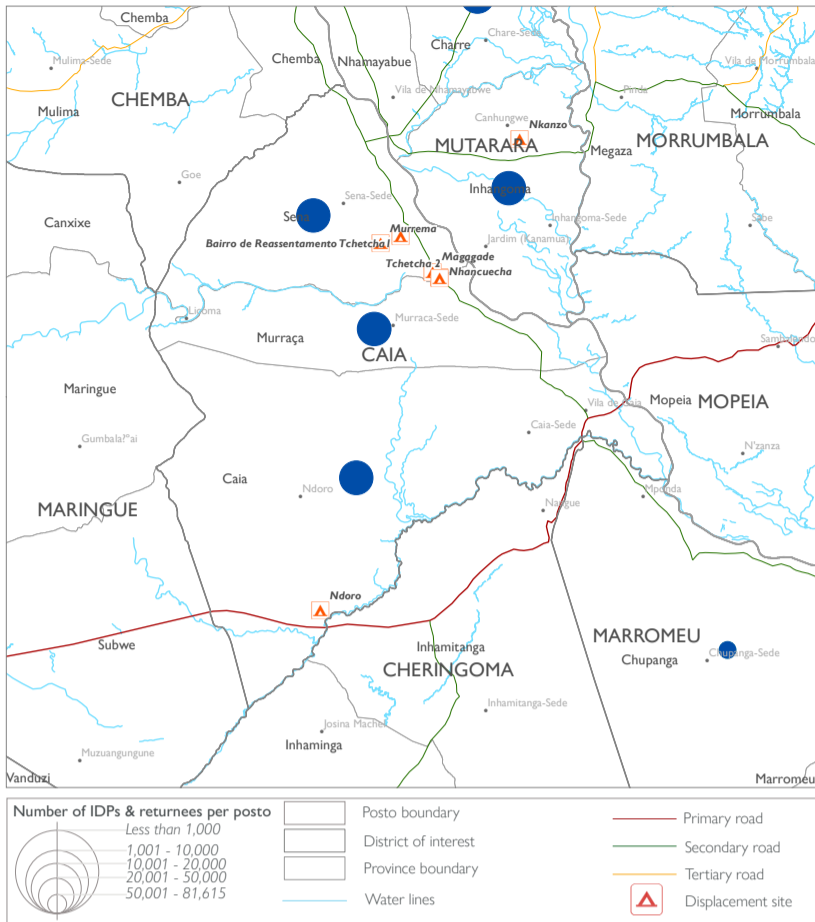 Chemba
Charre
Chare-Sede
Chemba
Nhamayabue
Mulima-Sede
Vila de Morrumbala
Vila de Nhamayabwe
Pinda
CHEMBA
Mulima
Morrumbala
Canhungwe
Nkanzo
MUTARARA
MORRUMBALA
Megaza
Goe
Inhangoma
Sena-Sede
Canxixe
Sena
Inhangoma-Sede
Sabe
Murrema
Bairro de Reassentamento Tchetcha1
Jardim (Kanamua)
Magagade
Tchetcha 2
Nhancuecha
Liroma
Murraca-Sede
Murraça
CAIA
Maringue
Mopeia
MOPEIA
Vila de Caia
Caia-Sede
Gumbala?ºai
N'zanza
Caia
Ndoro
Mponda
Nangue
MARINGUE
Ndoro
MARROMEU
Subwe
Inhamitanga
Chupanga-Sede
Chupanga
CHERINGOMA
Inhamitanga-Sede
Josina Machel
Inhaminga
Muzuangungune
Vanduzi
Marromeu
Number of IDPs & returnees per posto
Less than 1,000
1,001 - 10,000
10,001 - 20,000
20,001 - 50,000
50,001 - 81,615
Posto boundary
District of interest
Province boundary
Water lines
Primary road
Secondary road
Tertiary road
Displacement site